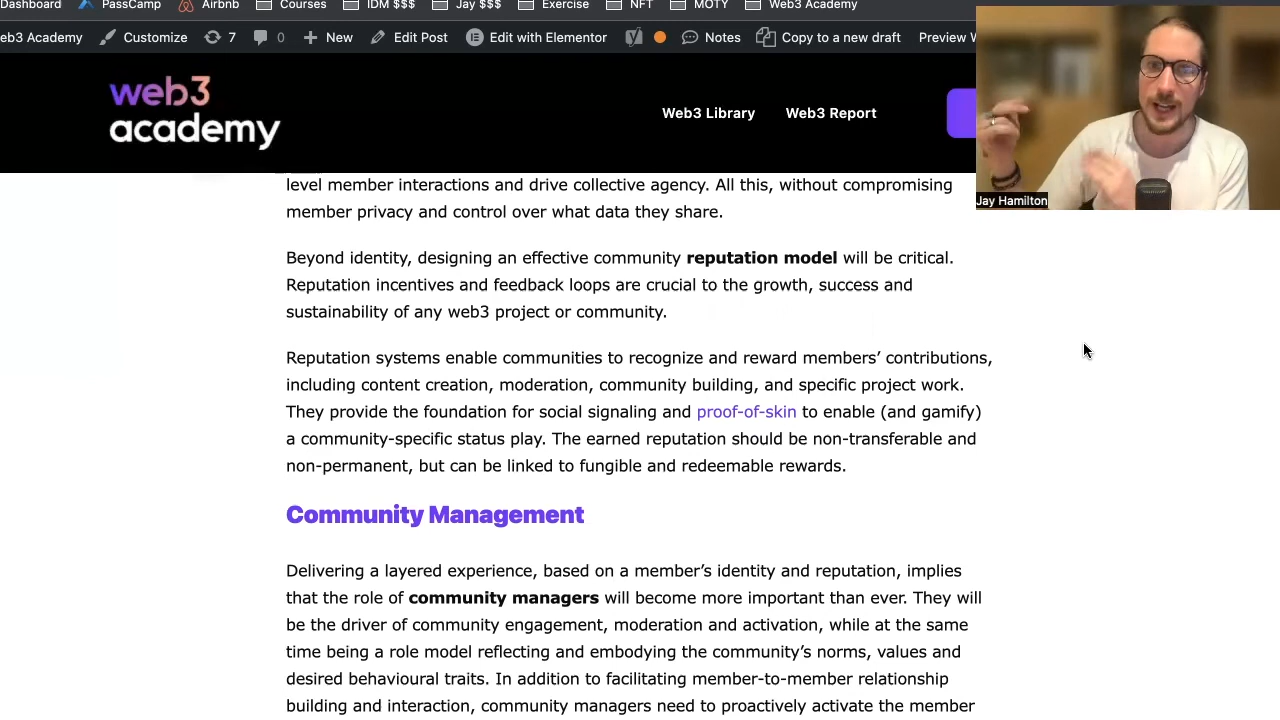 Dashboard PassCamp Airbnb Courses IDM $$$ Jay $$$ Exercise NFT MOTY Web3 Academy
eb3 Academy Customize 7 0 New Edit Post Edit with Elementor Notes Copy to a new draft Preview
web3
academy
Web3 Library Web3 Report
Jay Hamilton
level member interactions and drive collective agency. All this, without compromising
member privacy and control over what data they share.
Beyond identity, designing an effective community reputation model will be critical.
Reputation incentives and feedback loops are crucial to the growth, success and
sustainability of any web3 project or community.
Reputation systems enable communities to recognize and reward members’ contributions,
including content creation, moderation, community building, and specific project work.
They provide the foundation for social signaling and proof-of-skin to enable (and gamify)
a community-specific status play. The earned reputation should be non-transferable and
non-permanent, but can be linked to fungible and redeemable rewards.
Community Management
Delivering a layered experience, based on a member’s identity and reputation, implies
that the role of community managers will become more important than ever. They will
be the driver of community engagement, moderation and activation, while at the same
time being a role model reflecting and embodying the community’s norms, values and
desired behavioural traits. In addition to facilitating member-to-member relationship
building and interaction, community managers need to proactively activate the member